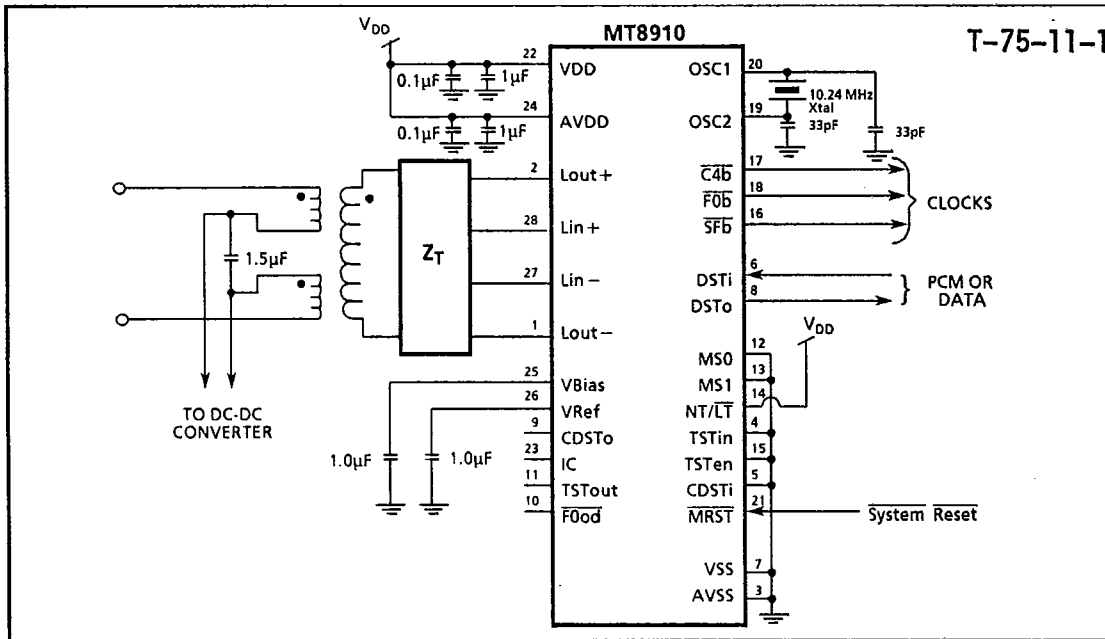 T-75-11-1
MT8910
VDD
22
VDD
0.1μF
1μF
24
AVDD
0.1μF
1μF
2
Lout+
28
Lin+
27
Lin−
1
Lout−
ZT
1.5μF
TO DC-DC
CONVERTER
25
VBias
26
VRef
9
CDSTo
23
IC
11
TSTout
10
F0od
1.0μF
1.0μF
OSC1
20
10.24 MHz
Xtal
OSC2
19
33pF
33pF
C4b
17
F0b
18
SFb
16
CLOCKS
DSTi
6
DSTo
8
PCM OR
DATA
VDD
MS0
12
MS1
13
NT/LT
14
TSTin
4
TSTen
15
CDSTi
5
MRST
21
System Reset
VSS
7
AVSS
3